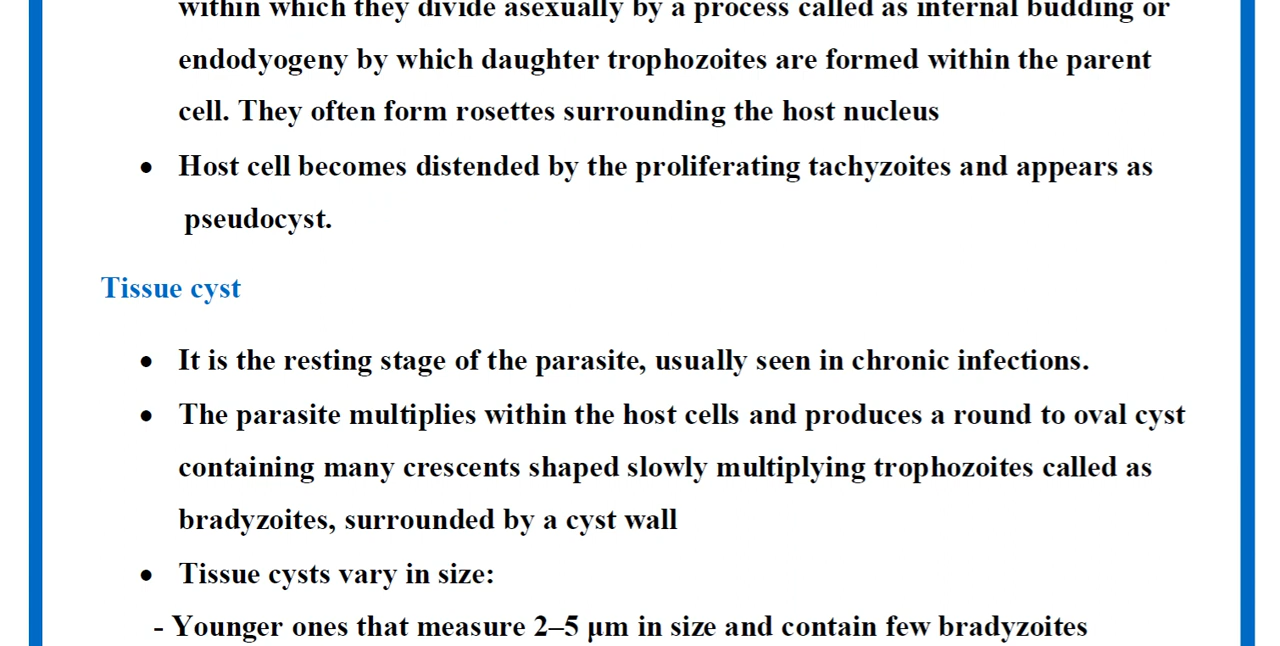 within which they divide asexually by a process called as internal budding or
endodyogeny by which daughter trophozoites are formed within the parent
cell. They often form rosettes surrounding the host nucleus
• Host cell becomes distended by the proliferating tachyzoites and appears as
pseudocyst.
Tissue cyst
• It is the resting stage of the parasite, usually seen in chronic infections.
• The parasite multiplies within the host cells and produces a round to oval cyst
containing many crescents shaped slowly multiplying trophozoites called as
bradyzoites, surrounded by a cyst wall
• Tissue cysts vary in size:
- Younger ones that measure 2–5 μm in size and contain few bradyzoites